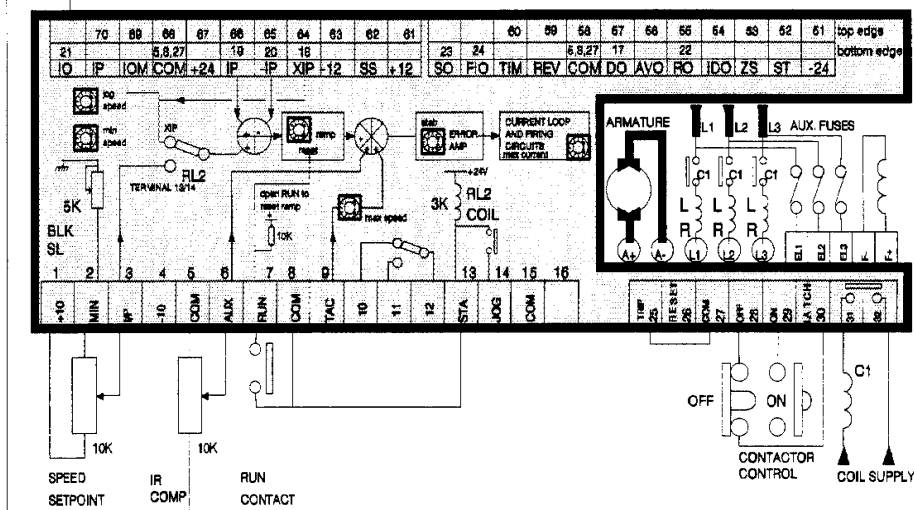 70 69 68 67 66 65 64 63 62 61
60 59 58 57 56 55 54 53 52 51 top edge
21 5,8,27 19 20 18
23 24 5,8,27 17 22 bottom edge
IO IP IOM COM +24 IP -IP XIP -12 SS +12
SO FIO TIM REV COM DO AVO RO IDO ZS ST -24
jog speed
min speed
XIP
RL2
TERMINAL 13/14
5K
BLK
SL
ramp
reset
open RUN to
reset ramp
10K
max speed
stab
ERROR
AMP
+24V
3K
RL2
COIL
CURRENT LOOP
AND FIRING
CIRCUITS
max current
ARMATURE
L1 L2 L3 AUX. FUSES
C1 C1 C1
L L L
R R R
A+ A- L1 L2 L3 EL1 EL2 EL3 F- F+
1 2 3 4 5 6 7 8 9 10 11 12 13 14 15 16
+10 MIN I/P -10 COM AUX RUN COM TAC STA JOG COM
TRIP RESET COM OFF ON LATCH
25 26 27 28 29 30 31 32
10K
10K
SPEED
SETPOINT
IR
COMP
RUN
CONTACT
OFF
ON
CONTACTOR
CONTROL
C1
COIL SUPPLY